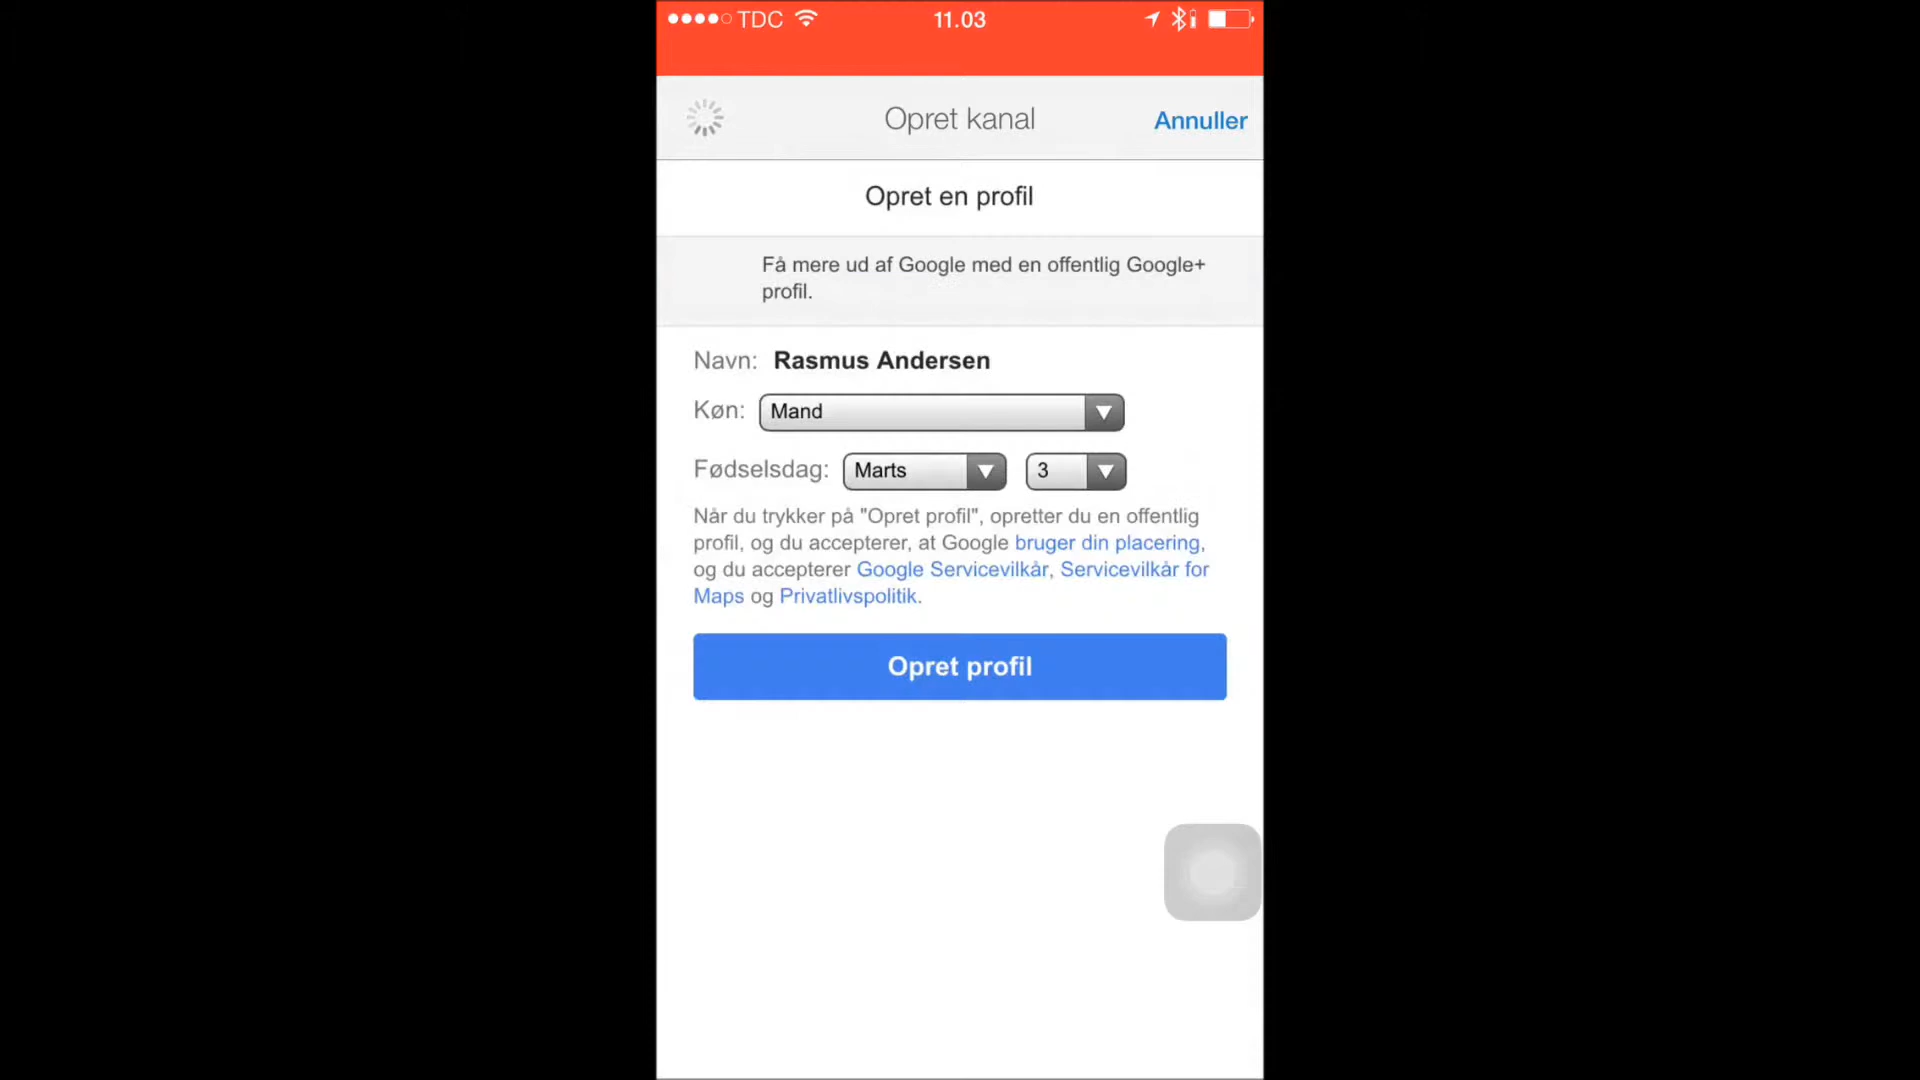 TDC 11.03
Opret kanal Annuller
Opret en profil
Få mere ud af Google med en offentlig Google+
profil.
Navn: Rasmus Andersen
Køn: Mand
Fødselsdag: Marts 3
Når du trykker på "Opret profil", opretter du en offentlig
profil, og du accepterer, at Google bruger din placering,
og du accepterer Google Servicevilkår, Servicevilkår for
Maps og Privatlivspolitik.
Opret profil